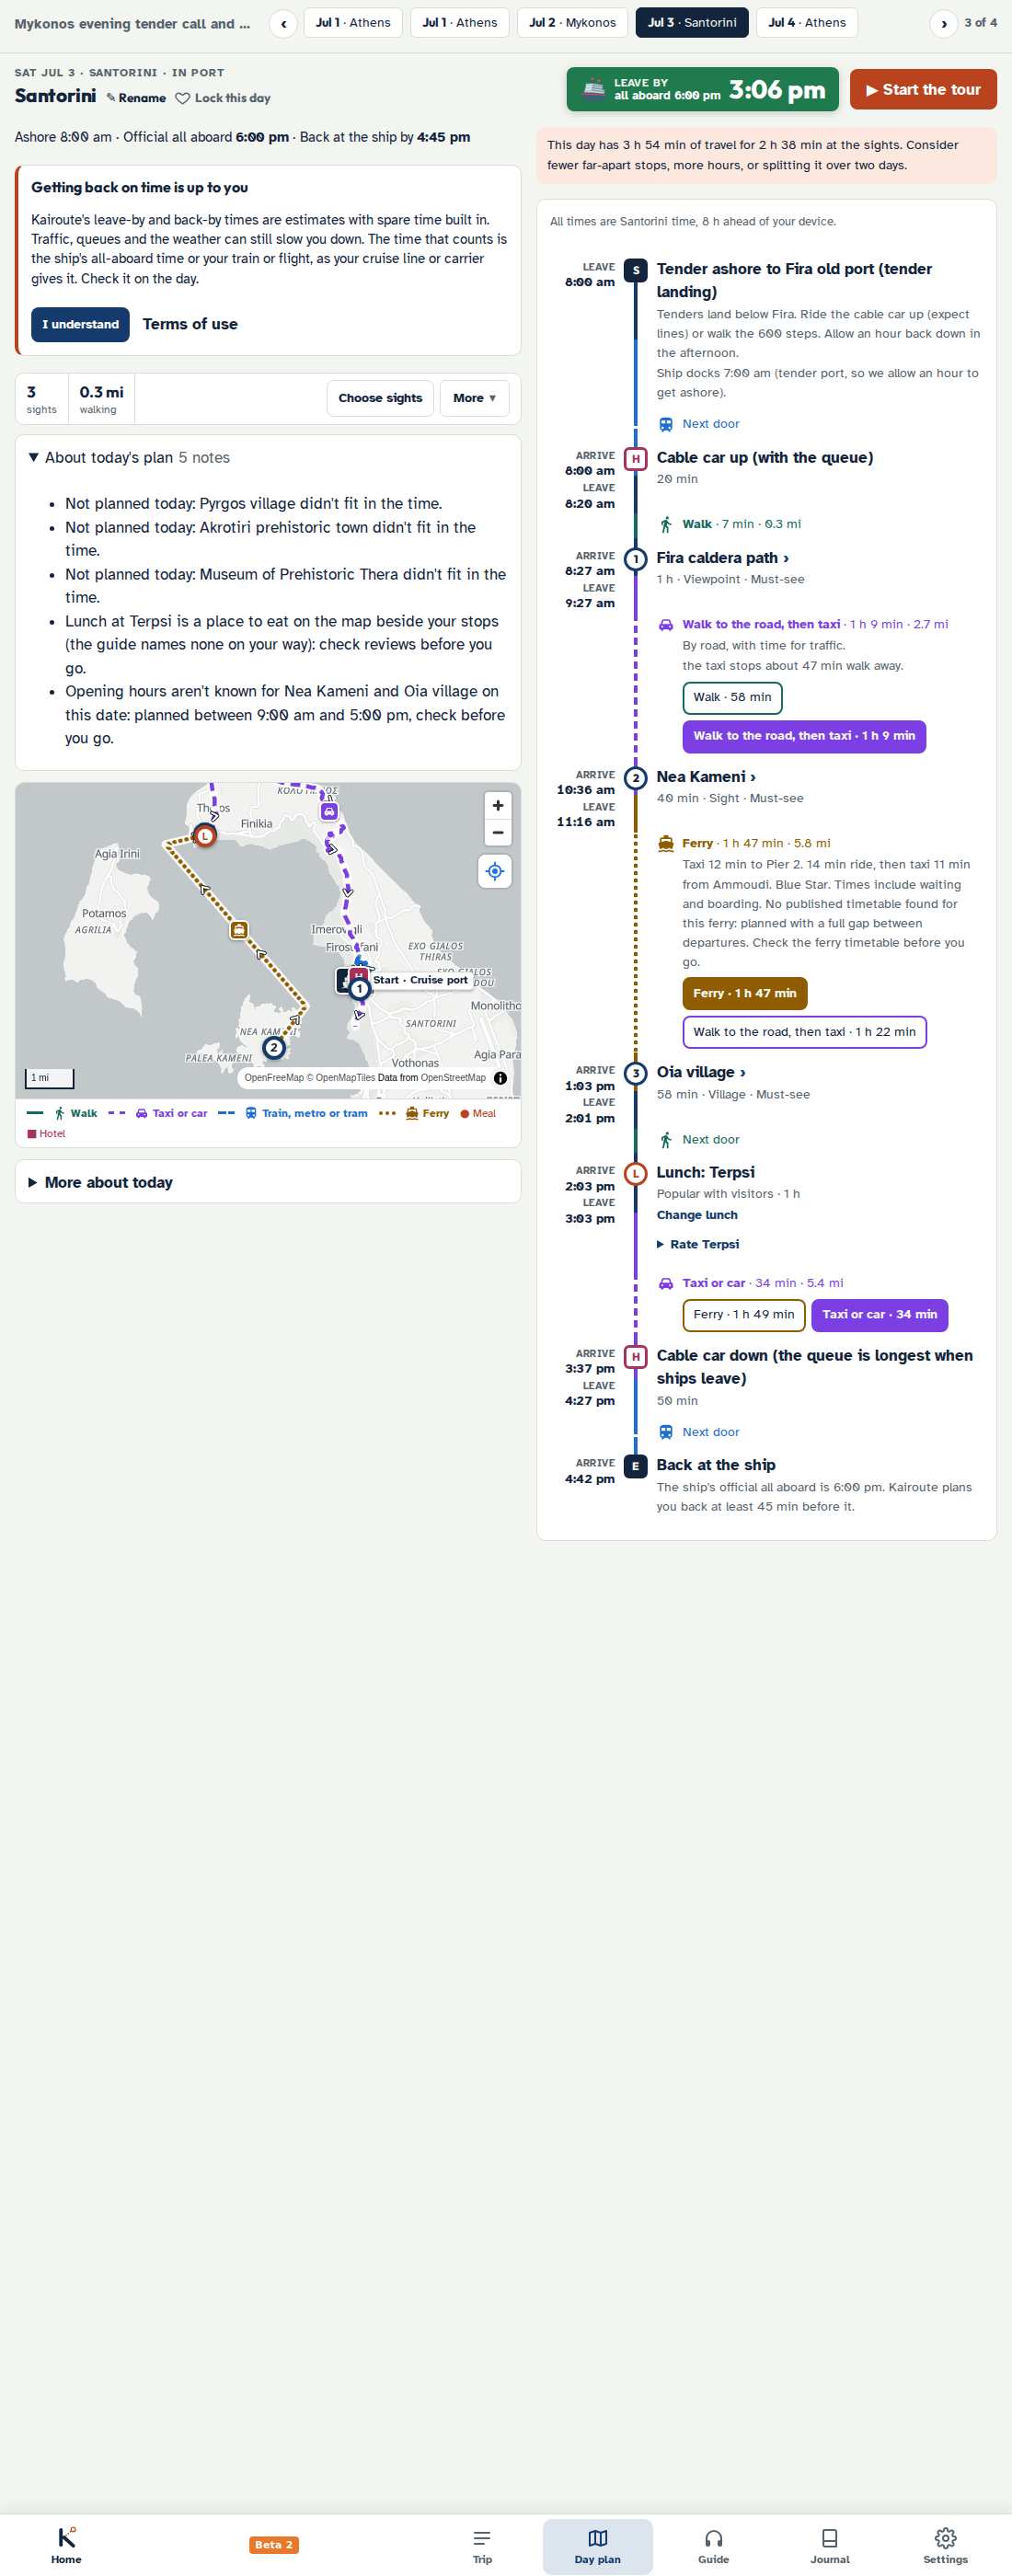 Mykonos evening tender call and ...
‹
Jul 1 · Athens
Jul 1 · Athens
Jul 2 · Mykonos
Jul 3 · Santorini
Jul 4 · Athens
›
3 of 4
SAT JUL 3 · SANTORINI · IN PORT
Santorini
✎ Rename
Lock this day
LEAVE BY
all aboard 6:00 pm
3:06 pm
▶ Start the tour
Ashore 8:00 am · Official all aboard 6:00 pm · Back at the ship by 4:45 pm
Getting back on time is up to you
Kairoute's leave-by and back-by times are estimates with spare time built in.
Traffic, queues and the weather can still slow you down. The time that counts is
the ship's all-aboard time or your train or flight, as your cruise line or carrier
gives it. Check it on the day.
I understand
Terms of use
3
sights
0.3 mi
walking
Choose sights
More ▼
▼ About today's plan 5 notes
• Not planned today: Pyrgos village didn't fit in the time.
• Not planned today: Akrotiri prehistoric town didn't fit in the
time.
• Not planned today: Museum of Prehistoric Thera didn't fit in the
time.
• Lunch at Terpsi is a place to eat on the map beside your stops
(the guide names none on your way): check reviews before you
go.
• Opening hours aren't known for Nea Kameni and Oia village on
this date: planned between 9:00 am and 5:00 pm, check before
you go.
Finikia
Agia Irini
L
Potamos
AGRILIA
EXO GIALOS
THIRAS
Start · Cruise port
1
Monolitho
SANTORINI
2
PALEA KAMENI
Vothonas
Agia Para
+
−
1 mi
OpenFreeMap © OpenMapTiles Data from OpenStreetMap
Walk
Taxi or car
Train, metro or tram
Ferry
Meal
Hotel
▶ More about today
This day has 3 h 54 min of travel for 2 h 38 min at the sights. Consider
fewer far-apart stops, more hours, or splitting it over two days.
All times are Santorini time, 8 h ahead of your device.
LEAVE
8:00 am
S
Tender ashore to Fira old port (tender
landing)
Tenders land below Fira. Ride the cable car up (expect
lines) or walk the 600 steps. Allow an hour back down in
the afternoon.
Ship docks 7:00 am (tender port, so we allow an hour to
get ashore).
Next door
ARRIVE
8:00 am
LEAVE
8:20 am
H
Cable car up (with the queue)
20 min
Walk · 7 min · 0.3 mi
ARRIVE
8:27 am
LEAVE
9:27 am
1
Fira caldera path ›
1 h · Viewpoint · Must-see
Walk to the road, then taxi · 1 h 9 min · 2.7 mi
By road, with time for traffic.
the taxi stops about 47 min walk away.
Walk · 58 min
Walk to the road, then taxi · 1 h 9 min
ARRIVE
10:36 am
LEAVE
11:16 am
2
Nea Kameni ›
40 min · Sight · Must-see
Ferry · 1 h 47 min · 5.8 mi
Taxi 12 min to Pier 2. 14 min ride, then taxi 11 min
from Ammoudi. Blue Star. Times include waiting
and boarding. No published timetable found for
this ferry: planned with a full gap between
departures. Check the ferry timetable before you
go.
Ferry · 1 h 47 min
Walk to the road, then taxi · 1 h 22 min
ARRIVE
1:03 pm
LEAVE
2:01 pm
3
Oia village ›
58 min · Village · Must-see
Next door
ARRIVE
2:03 pm
LEAVE
3:03 pm
L
Lunch: Terpsi
Popular with visitors · 1 h
Change lunch
▶ Rate Terpsi
Taxi or car · 34 min · 5.4 mi
Ferry · 1 h 49 min
Taxi or car · 34 min
ARRIVE
3:37 pm
LEAVE
4:27 pm
H
Cable car down (the queue is longest when
ships leave)
50 min
Next door
ARRIVE
4:42 pm
E
Back at the ship
The ship's official all aboard is 6:00 pm. Kairoute plans
you back at least 45 min before it.
Home
Beta 2
Trip
Day plan
Guide
Journal
Settings